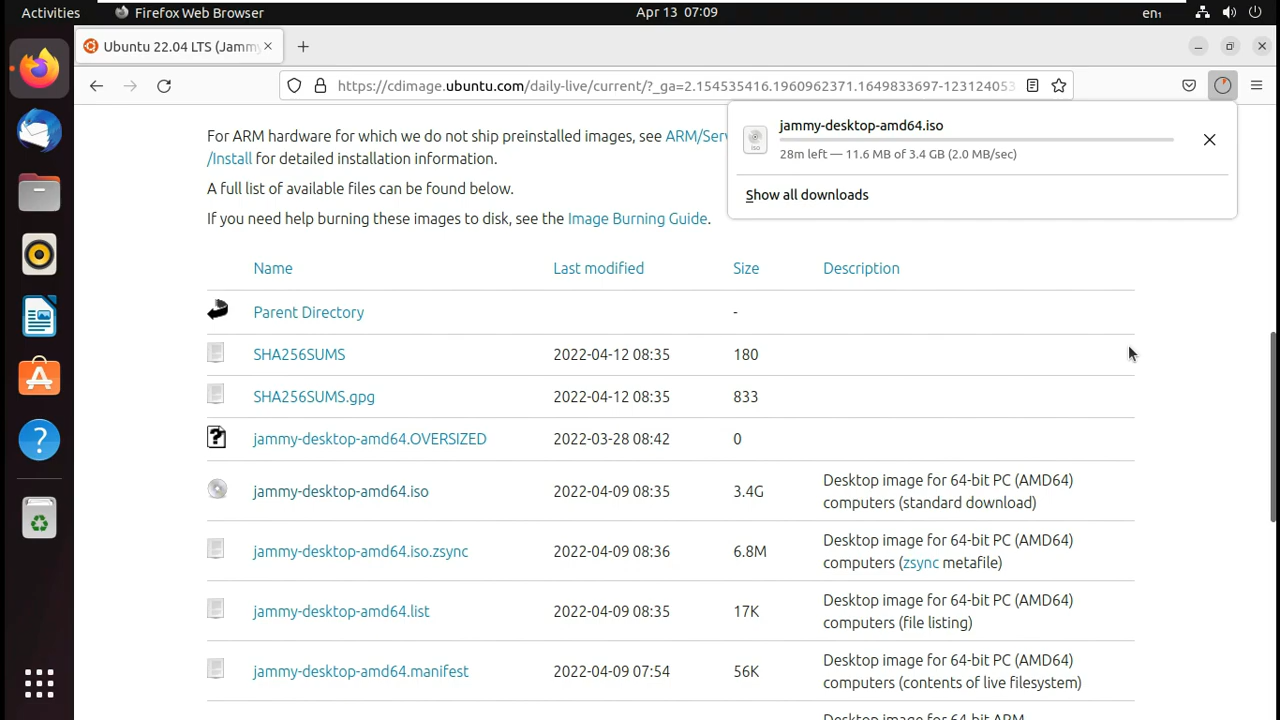 Activities
Firefox Web Browser
Apr 13 07:09
en₁
Ubuntu 22.04 LTS (Jammy
https://cdimage.ubuntu.com/daily-live/current/?_ga=2.154535416.1960962371.1649833697-1231240053
For ARM hardware for which we do not ship preinstalled images, see ARM/Serv
/Install for detailed installation information.
A full list of available files can be found below.
If you need help burning these images to disk, see the Image Burning Guide.
jammy-desktop-amd64.iso
iso
28m left — 11.6 MB of 3.4 GB (2.0 MB/sec)
Show all downloads
Name Last modified Size Description
Parent Directory -
SHA256SUMS 2022-04-12 08:35 180
SHA256SUMS.gpg 2022-04-12 08:35 833
jammy-desktop-amd64.OVERSIZED 2022-03-28 08:42 0
jammy-desktop-amd64.iso 2022-04-09 08:35 3.4G Desktop image for 64-bit PC (AMD64)
computers (standard download)
jammy-desktop-amd64.iso.zsync 2022-04-09 08:36 6.8M Desktop image for 64-bit PC (AMD64)
computers (zsync metafile)
jammy-desktop-amd64.list 2022-04-09 08:35 17K Desktop image for 64-bit PC (AMD64)
computers (file listing)
jammy-desktop-amd64.manifest 2022-04-09 07:54 56K Desktop image for 64-bit PC (AMD64)
computers (contents of live filesystem)
Desktop image for 64-bit ARM